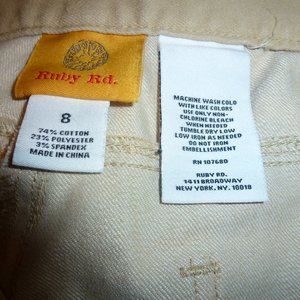 Ruby Rd.
8
74% COTTON
23% POLYESTER
3% SPANDEX
MADE IN CHINA
MACHINE WASH COLD
WITH LIKE COLORS
USE ONLY NON-
CHLORINE BLEACH
WHEN NEEDED
TUMBLE DRY LOW
LOW IRON AS NEEDED
DO NOT IRON
EMBELLISHMENT
RN 107680
RUBY RD.
1411 BROADWAY
NEW YORK, NY. 10018